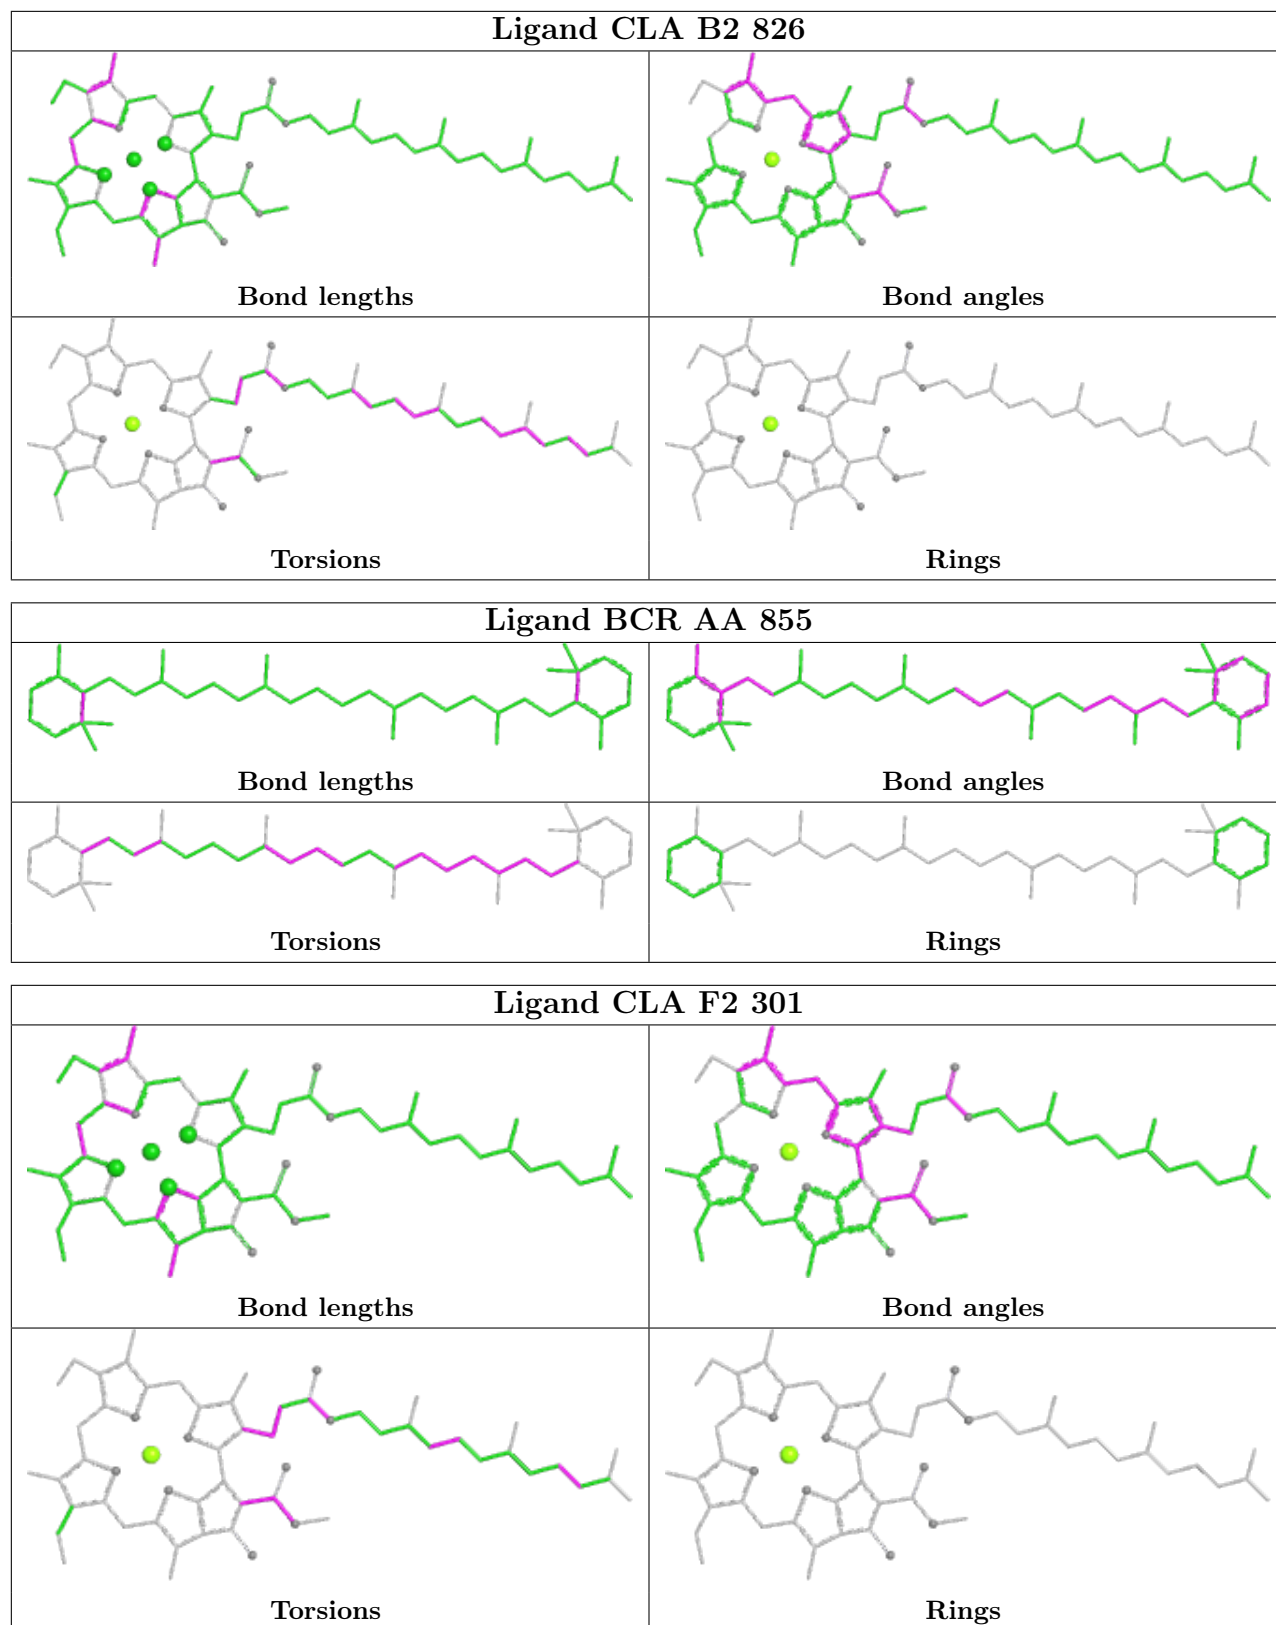 Ligand CLA B2 826
Bond lengths
Bond angles
Torsions
Rings
Ligand BCR AA 855
Bond lengths
Bond angles
Torsions
Rings
Ligand CLA F2 301
Bond lengths
Bond angles
Torsions
Rings